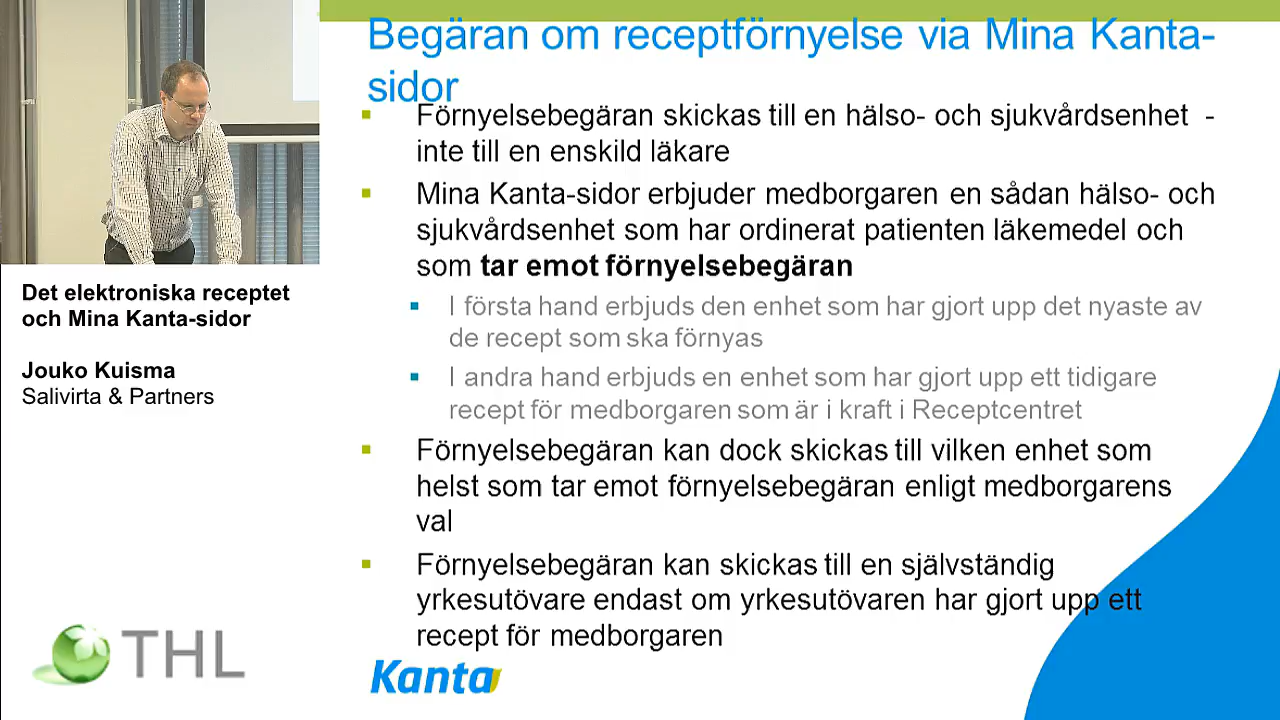 Begäran om receptförnyelse via Mina Kanta-
sidor
Förnyelsebegäran skickas till en hälso- och sjukvårdsenhet -
inte till en enskild läkare
Mina Kanta-sidor erbjuder medborgaren en sådan hälso- och
sjukvårdsenhet som har ordinerat patienten läkemedel och
som tar emot förnyelsebegäran
I första hand erbjuds den enhet som har gjort upp det nyaste av
de recept som ska förnyas
I andra hand erbjuds en enhet som har gjort upp ett tidigare
recept för medborgaren som är i kraft i Receptcentret
Förnyelsebegäran kan dock skickas till vilken enhet som
helst som tar emot förnyelsebegäran enligt medborgarens
val
Förnyelsebegäran kan skickas till en självständig
yrkesutövare endast om yrkesutövaren har gjort upp ett
recept för medborgaren
Kanta
Det elektroniska receptet
och Mina Kanta-sidor
Jouko Kuisma
Salivirta & Partners
THL